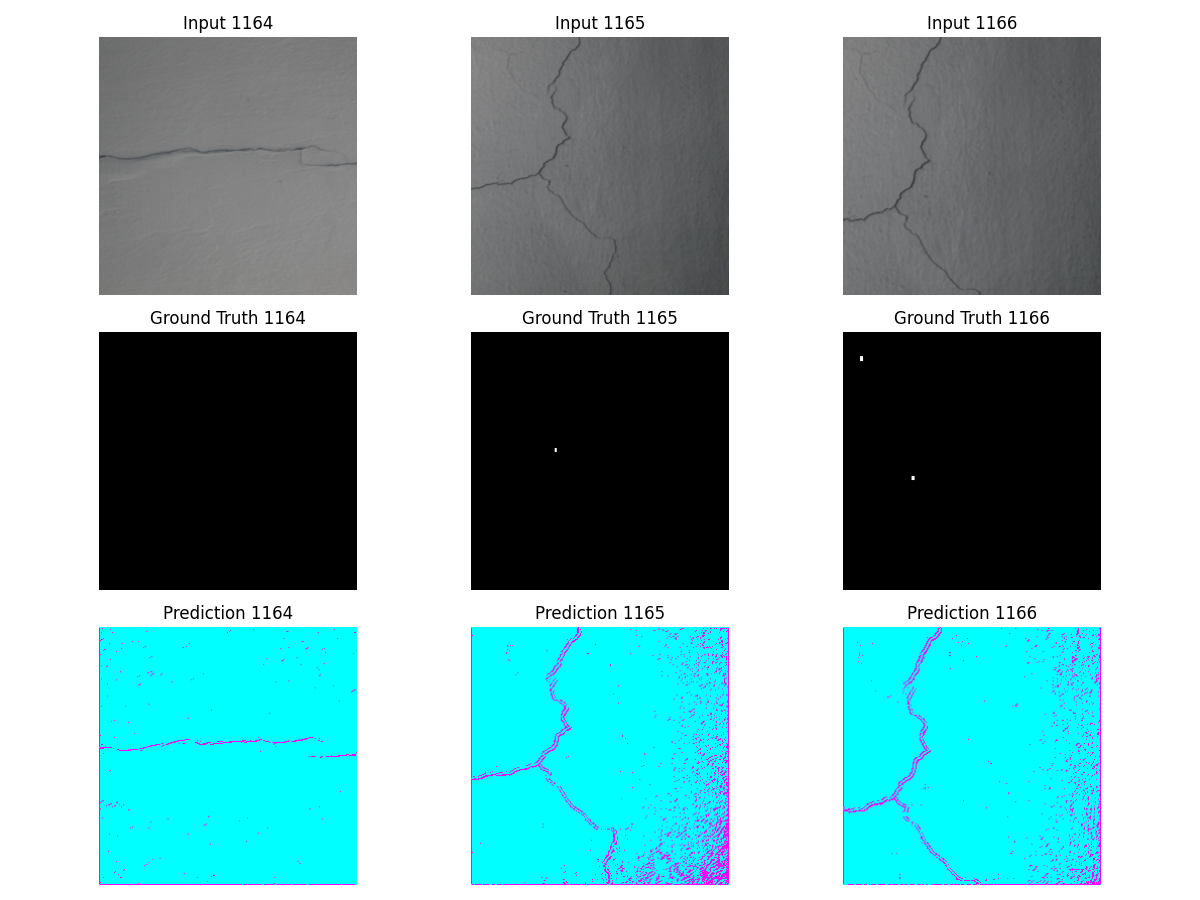 Input 1164
Input 1165
Input 1166
Ground Truth 1164
Ground Truth 1165
Ground Truth 1166
Prediction 1164
Prediction 1165
Prediction 1166